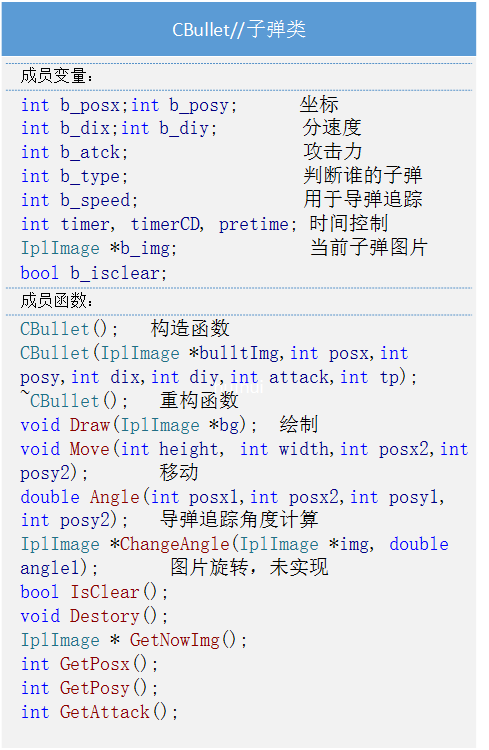 CBullet//子弹类
成员变量:
int b_posx;int b_posy; 坐标
int b_dix;int b_diy; 分速度
int b_atck; 攻击力
int b_type; 判断谁的子弹
int b_speed; 用于导弹追踪
int timer, timerCD, pretime; 时间控制
IplImage *b_img; 当前子弹图片
bool b_isclear;
成员函数:
CBullet(); 构造函数
CBullet(IplImage *bulltImg,int posx,int
posy,int dix,int diy,int attack,int tp);
~CBullet(); 重构函数
void Draw(IplImage *bg); 绘制
void Move(int height, int width,int posx2,int
posy2); 移动
double Angle(int posx1,int posx2,int posy1,
int posy2); 导弹追踪角度计算
IplImage *ChangeAngle(IplImage *img, double
angle1); 图片旋转，未实现
bool IsClear();
void Destory();
IplImage * GetNowImg();
int GetPosx();
int GetPosy();
int GetAttack();